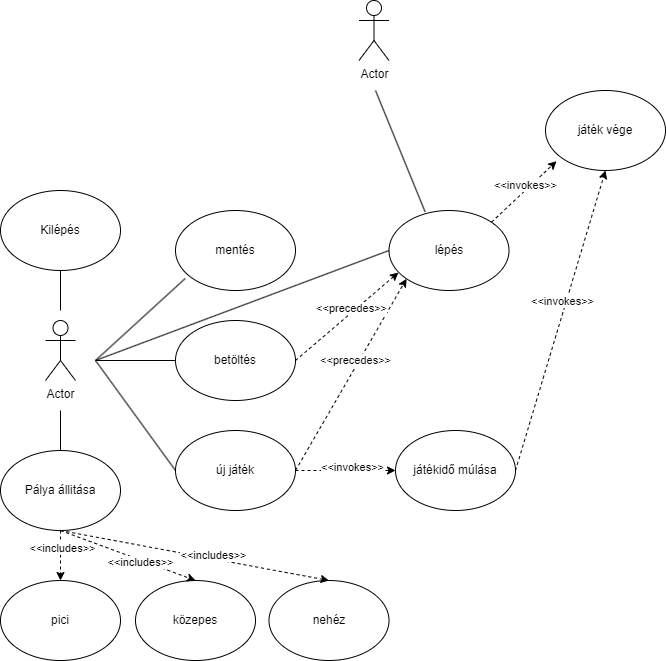 Actor
játék vége
<<invokes>>
Kilépés
mentés
lépés
<<invokes>>
<<precedes>>
betöltés
<<precedes>>
Actor
új játék
<<invokes>>
játékidő múlása
Pálya állitása
<<includes>>
<<includes>>
<<includes>>
pici
közepes
nehéz